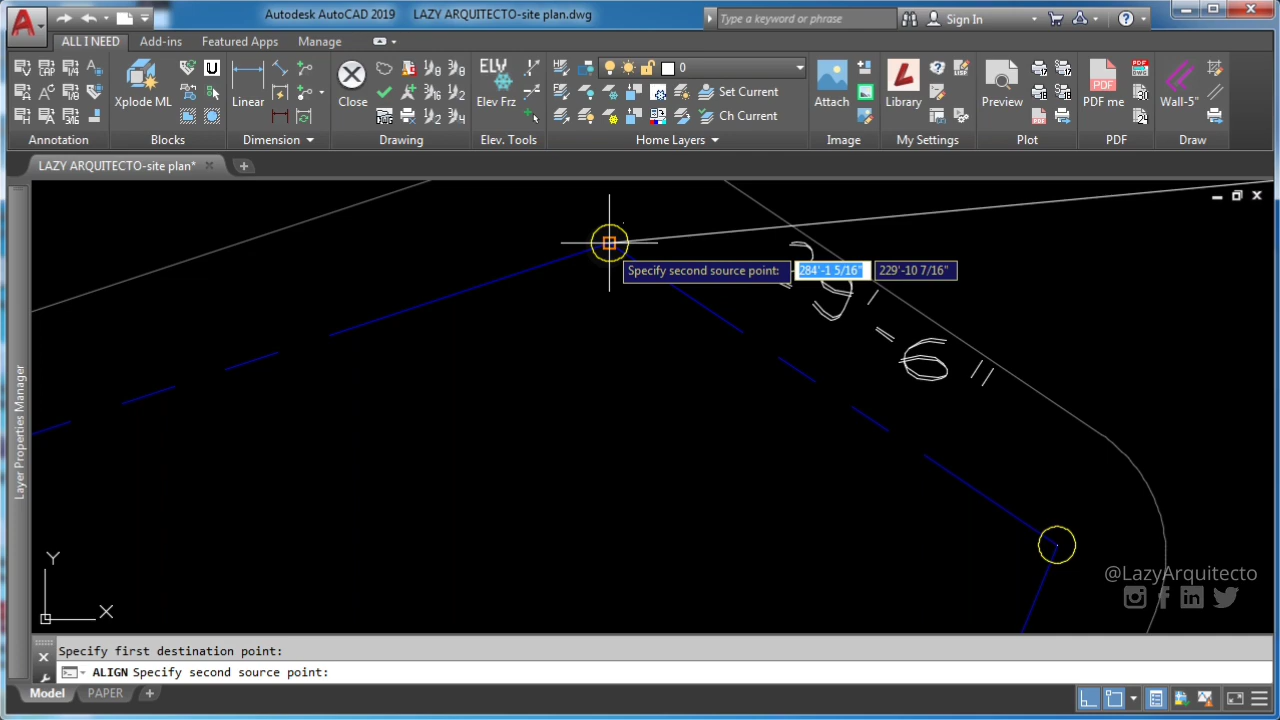 Autodesk AutoCAD 2019 LAZY ARQUITECTO-site plan.dwg
Type a keyword or phrase
Sign In
ALL I NEED Add-ins Featured Apps Manage
Xplode ML
Linear
Close
ELV
Elev Frz
0
Set Current
Ch Current
Attach
Library
Preview
PDF
PDF me
Wall-5"
Annotation Blocks Dimension Drawing Elev. Tools Home Layers Image My Settings Plot PDF Draw
LAZY ARQUITECTO-site plan*
Specify second source point: 284'-1 5/16" 229'-10 7/16"
9'-6"
Layer Properties Manager
Y
X
@LazyArquitecto
Specify first destination point:
ALIGN Specify second source point:
Model PAPER